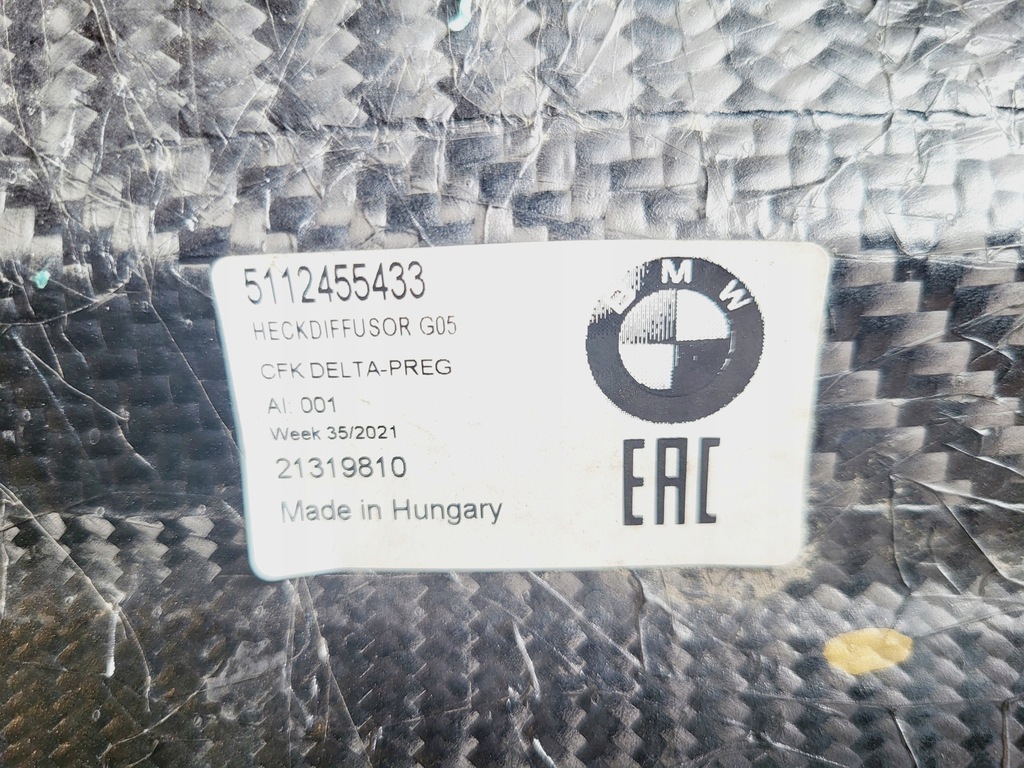 5112455433
HECKDIFFUSOR G05
CFK DELTA-PREG
AI: 001
Week 35/2021
21319810
Made in Hungary
BMW
EAC